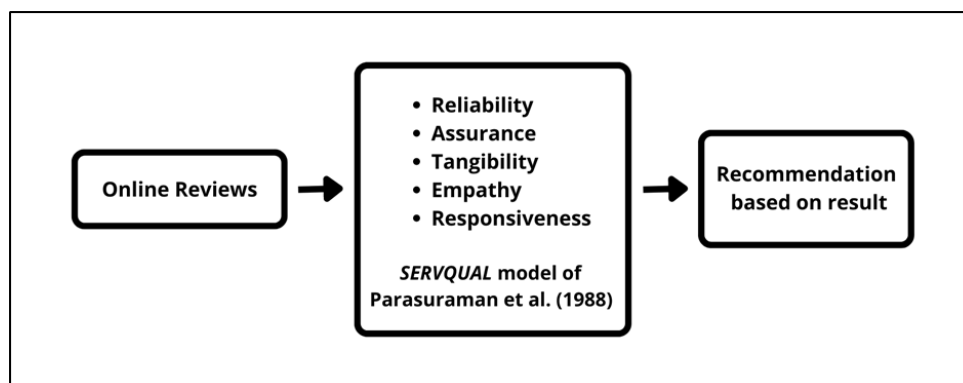 Online Reviews
• Reliability
• Assurance
• Tangibility
• Empathy
• Responsiveness
SERVQUAL model of
Parasuraman et al. (1988)
Recommendation
based on result